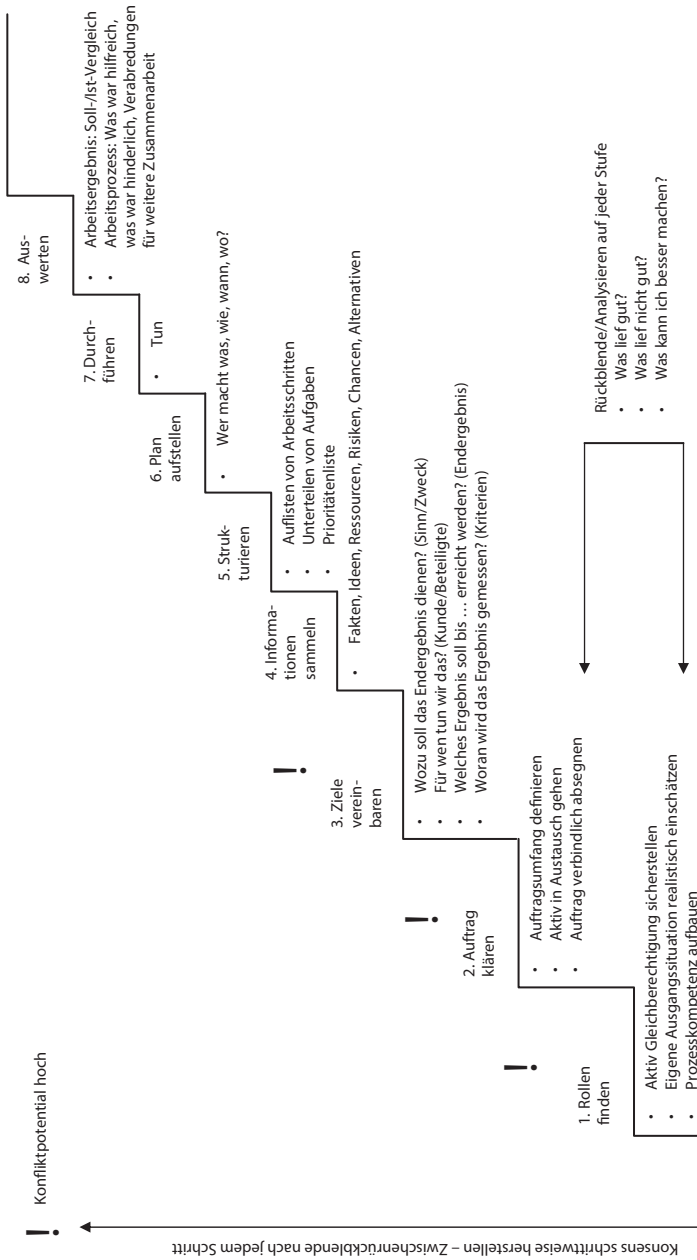 ! Konfliktpotential hoch
Konsens schrittweise herstellen – Zwischenrückblende nach jedem Schritt
!
1. Rollen
finden
• Aktiv Gleichberechtigung sicherstellen
• Eigene Ausgangssituation realistisch einschätzen
• Prozesskompetenz aufbauen
!
2. Auftrag
klären
• Auftragsumfang definieren
• Aktiv in Austausch gehen
• Auftrag verbindlich absegnen
!
3. Ziele
verein-
baren
• Wozu soll das Endergebnis dienen? (Sinn/Zweck)
• Für wen tun wir das? (Kunde/Beteiligte)
• Welches Ergebnis soll bis … erreicht werden? (Endergebnis)
• Woran wird das Ergebnis gemessen? (Kriterien)
!
4. Informa-
tionen
sammeln
• Fakten, Ideen, Ressourcen, Risiken, Chancen, Alternativen
5. Struk-
turieren
• Auflisten von Arbeitsschritten
• Unterteilen von Aufgaben
• Prioritätenliste
6. Plan
aufstellen
• Wer macht was, wie, wann, wo?
7. Durch-
führen
• Tun
8. Aus-
werten
• Arbeitsergebnis: Soll-/Ist-Vergleich
• Arbeitsprozess: Was war hilfreich,
was war hinderlich, Verabredungen
für weitere Zusammenarbeit
Rückblende/Analysieren auf jeder Stufe
• Was lief gut?
• Was lief nicht gut?
• Was kann ich besser machen?